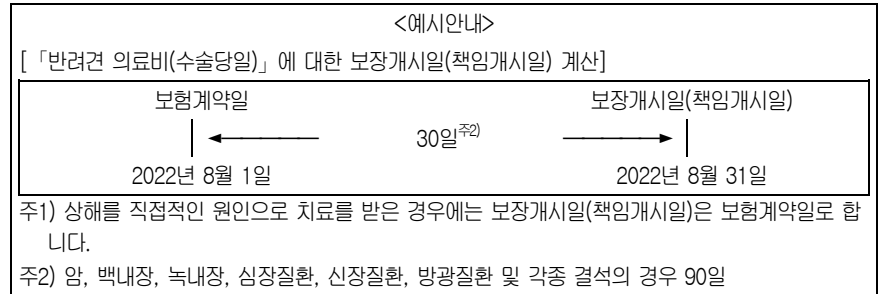 <예시안내>
[「반려견 의료비(수술당일)」에 대한 보장개시일(책임개시일) 계산]
보험계약일 보장개시일(책임개시일)
30일주2)
2022년 8월 1일 2022년 8월 31일
주1) 상해를 직접적인 원인으로 치료를 받은 경우에는 보장개시일(책임개시일)은 보험계약일로 합
니다.
주2) 암, 백내장, 녹내장, 심장질환, 신장질환, 방광질환 및 각종 결석의 경우 90일